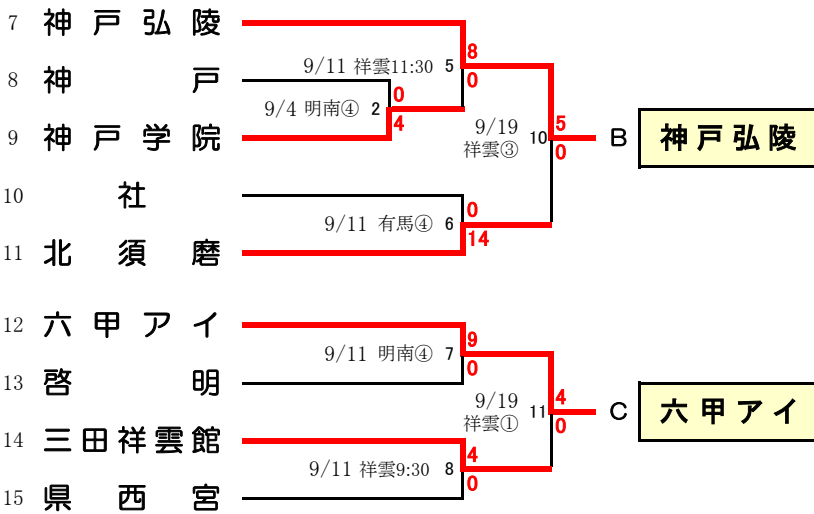 7 神戸弘陵
8
9/11 祥雲11:30 5
0
8 神戸
0
9/4 明南④ 2
4
9 神戸学院
9/19
祥雲③
10
5
0
B 神戸弘陵
10 社
0
9/11 有馬④ 6
14
11 北須磨
12 六甲アイ
9
9/11 明南④ 7
0
13 啓明
9/19
祥雲①
11
4
0
C 六甲アイ
14 三田祥雲館
4
9/11 祥雲9:30 8
0
15 県西宮